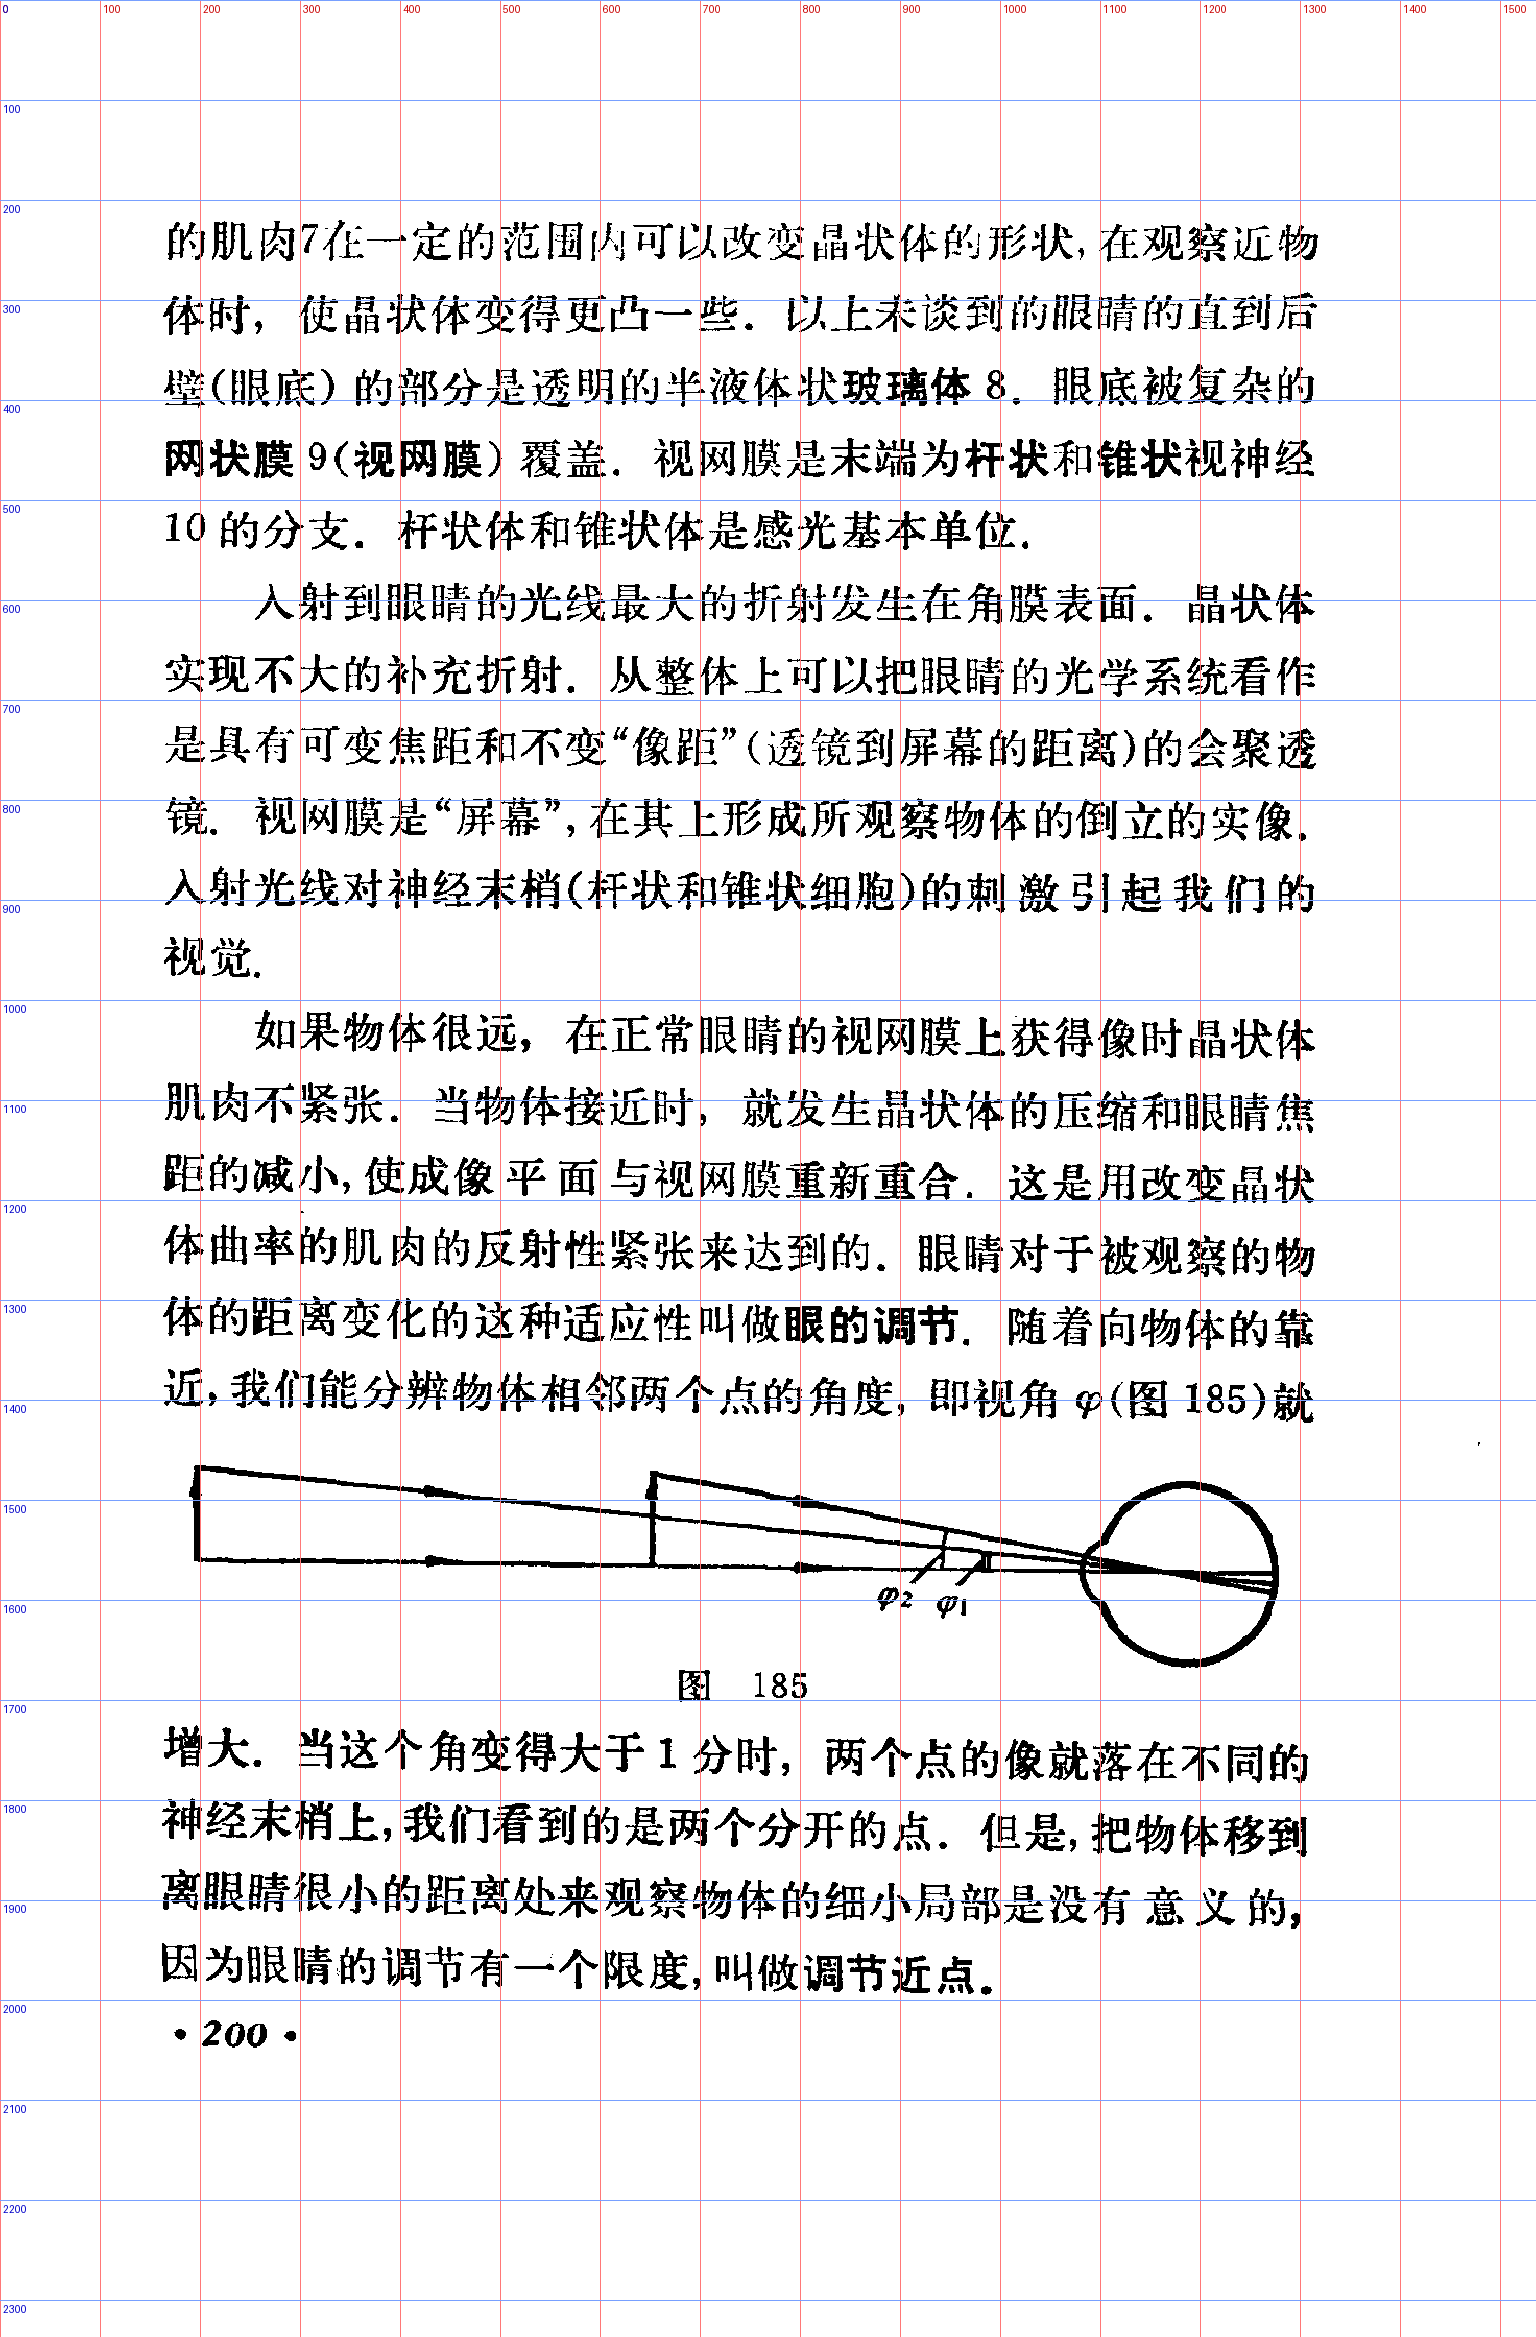 的肌肉7在一定的范围内可以改变晶状体的形状,在观察近物
体时，使晶状体变得更凸一些．以上未谈到的眼睛的直到后
壁(眼底)的部分是透明的半液体状玻璃体 8．眼底被复杂的
网状膜 9(视网膜)覆盖．视网膜是末端为杆状和锥状视神经
10 的分支．杆状体和锥状体是感光基本单位．
入射到眼睛的光线最大的折射发生在角膜表面．晶状体
实现不大的补充折射．从整体上可以把眼睛的光学系统看作
是具有可变焦距和不变“像距”(透镜到屏幕的距离)的会聚透
镜．视网膜是“屏幕”,在其上形成所观察物体的倒立的实像．
入射光线对神经末梢(杆状和锥状细胞)的刺激引起我们的
视觉．
如果物体很远，在正常眼睛的视网膜上获得像时晶状体
肌肉不紧张．当物体接近时，就发生晶状体的压缩和眼睛焦
距的减小,使成像平面与视网膜重新重合．这是用改变晶状
体曲率的肌肉的反射性紧张来达到的．眼睛对于被观察的物
体的距离变化的这种适应性叫做眼的调节．随着向物体的靠
近,我们能分辨物体相邻两个点的角度,即视角 φ(图 185)就
φ2 φ1
图 185
增大．当这个角变得大于 1 分时，两个点的像就落在不同的
神经末梢上,我们看到的是两个分开的点．但是,把物体移到
离眼睛很小的距离处来观察物体的细小局部是没有意义的,
因为眼睛的调节有一个限度,叫做调节近点．
• 200 •